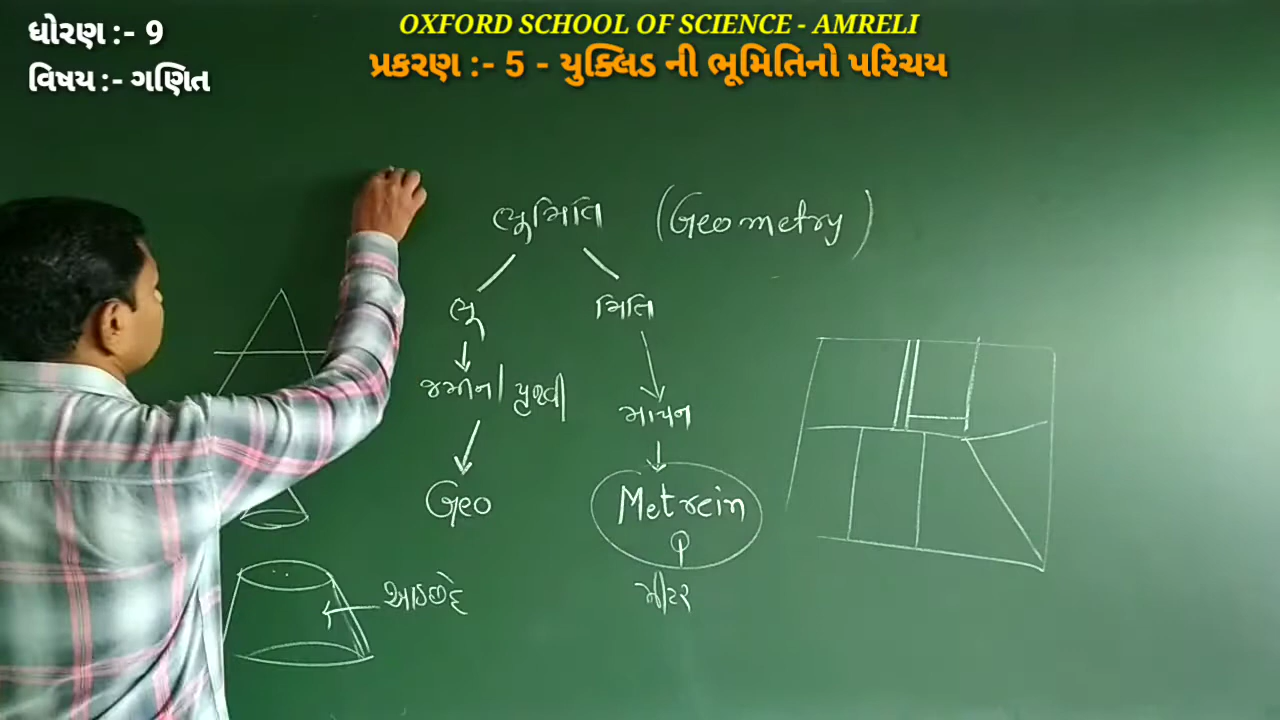 ધોરણ :- 9
વિષય :- ગણિત
OXFORD SCHOOL OF SCIENCE - AMRELI
પ્રકરણ :- 5 - યુક્લિડ ની ભૂમિતિનો પરિચય
ભૂમિતિ (Geometry)
ભૂ મિતિ
જમીન/પૃથ્વી માપન
Geo Metrein
આડછેદ મીટર